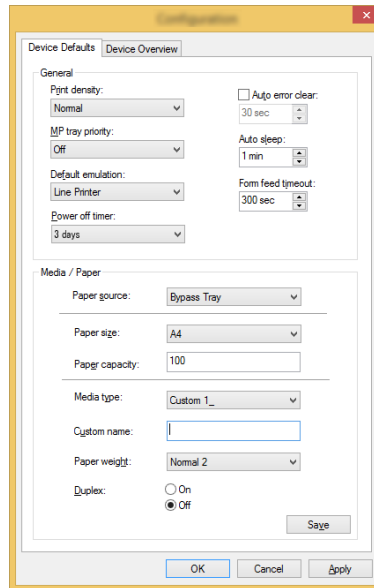 Configuration
Device Defaults Device Overview
General
Print density:
Normal
MP tray priority:
Off
Default emulation:
Line Printer
Power off timer:
3 days
Auto error clear:
30 sec
Auto sleep:
1 min
Form feed timeout:
300 sec
Media / Paper
Paper source: Bypass Tray
Paper size: A4
Paper capacity: 100
Media type: Custom 1_
Custom name:
Paper weight: Normal 2
Duplex: On
Off
Save
OK Cancel Apply